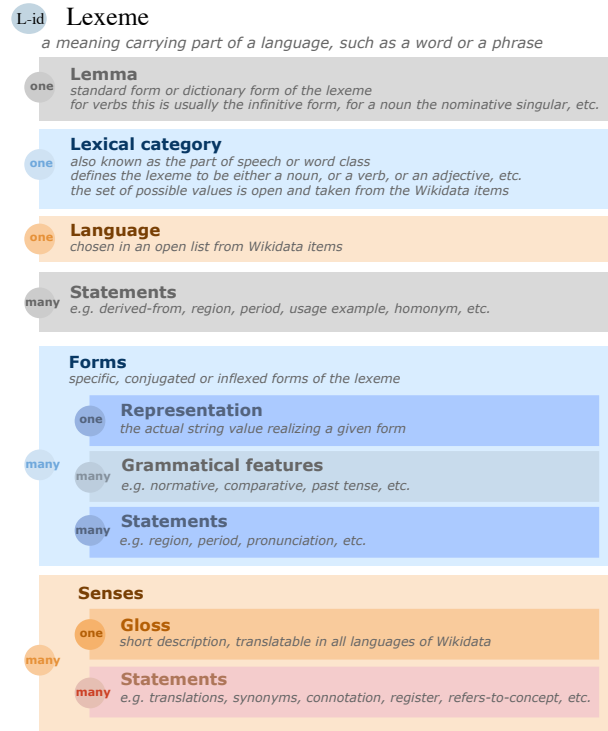 L-id Lexeme
a meaning carrying part of a language, such as a word or a phrase
one Lemma
standard form or dictionary form of the lexeme
for verbs this is usually the infinitive form, for a noun the nominative singular, etc.
Lexical category
one also known as the part of speech or word class
defines the lexeme to be either a noun, or a verb, or an adjective, etc.
the set of possible values is open and taken from the Wikidata items
one Language
chosen in an open list from Wikidata items
many Statements
e.g. derived-from, region, period, usage example, homonym, etc.
many Forms
specific, conjugated or inflexed forms of the lexeme
one Representation
the actual string value realizing a given form
many Grammatical features
e.g. normative, comparative, past tense, etc.
many Statements
e.g. region, period, pronunciation, etc.
many Senses
one Gloss
short description, translatable in all languages of Wikidata
many Statements
e.g. translations, synonyms, connotation, register, refers-to-concept, etc.